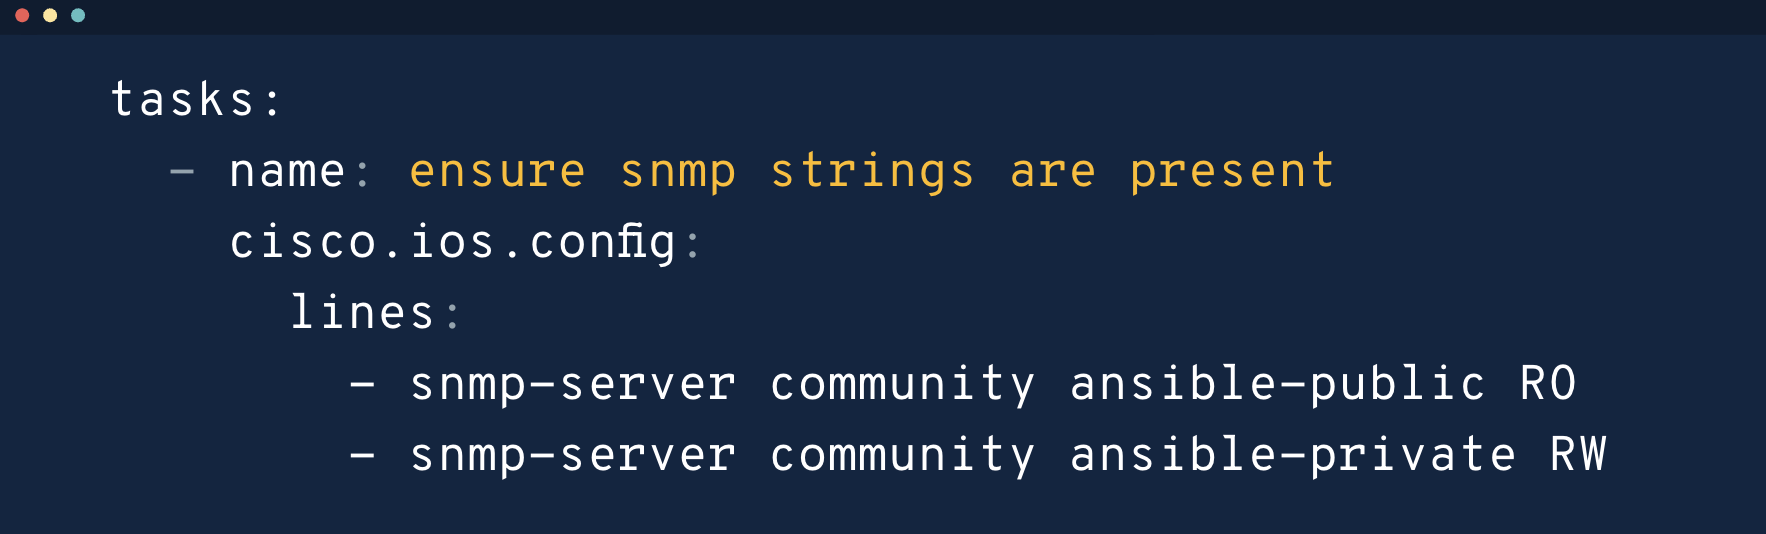 tasks:
  - name: ensure snmp strings are present
    cisco.ios.config:
      lines:
        - snmp-server community ansible-public RO
        - snmp-server community ansible-private RW